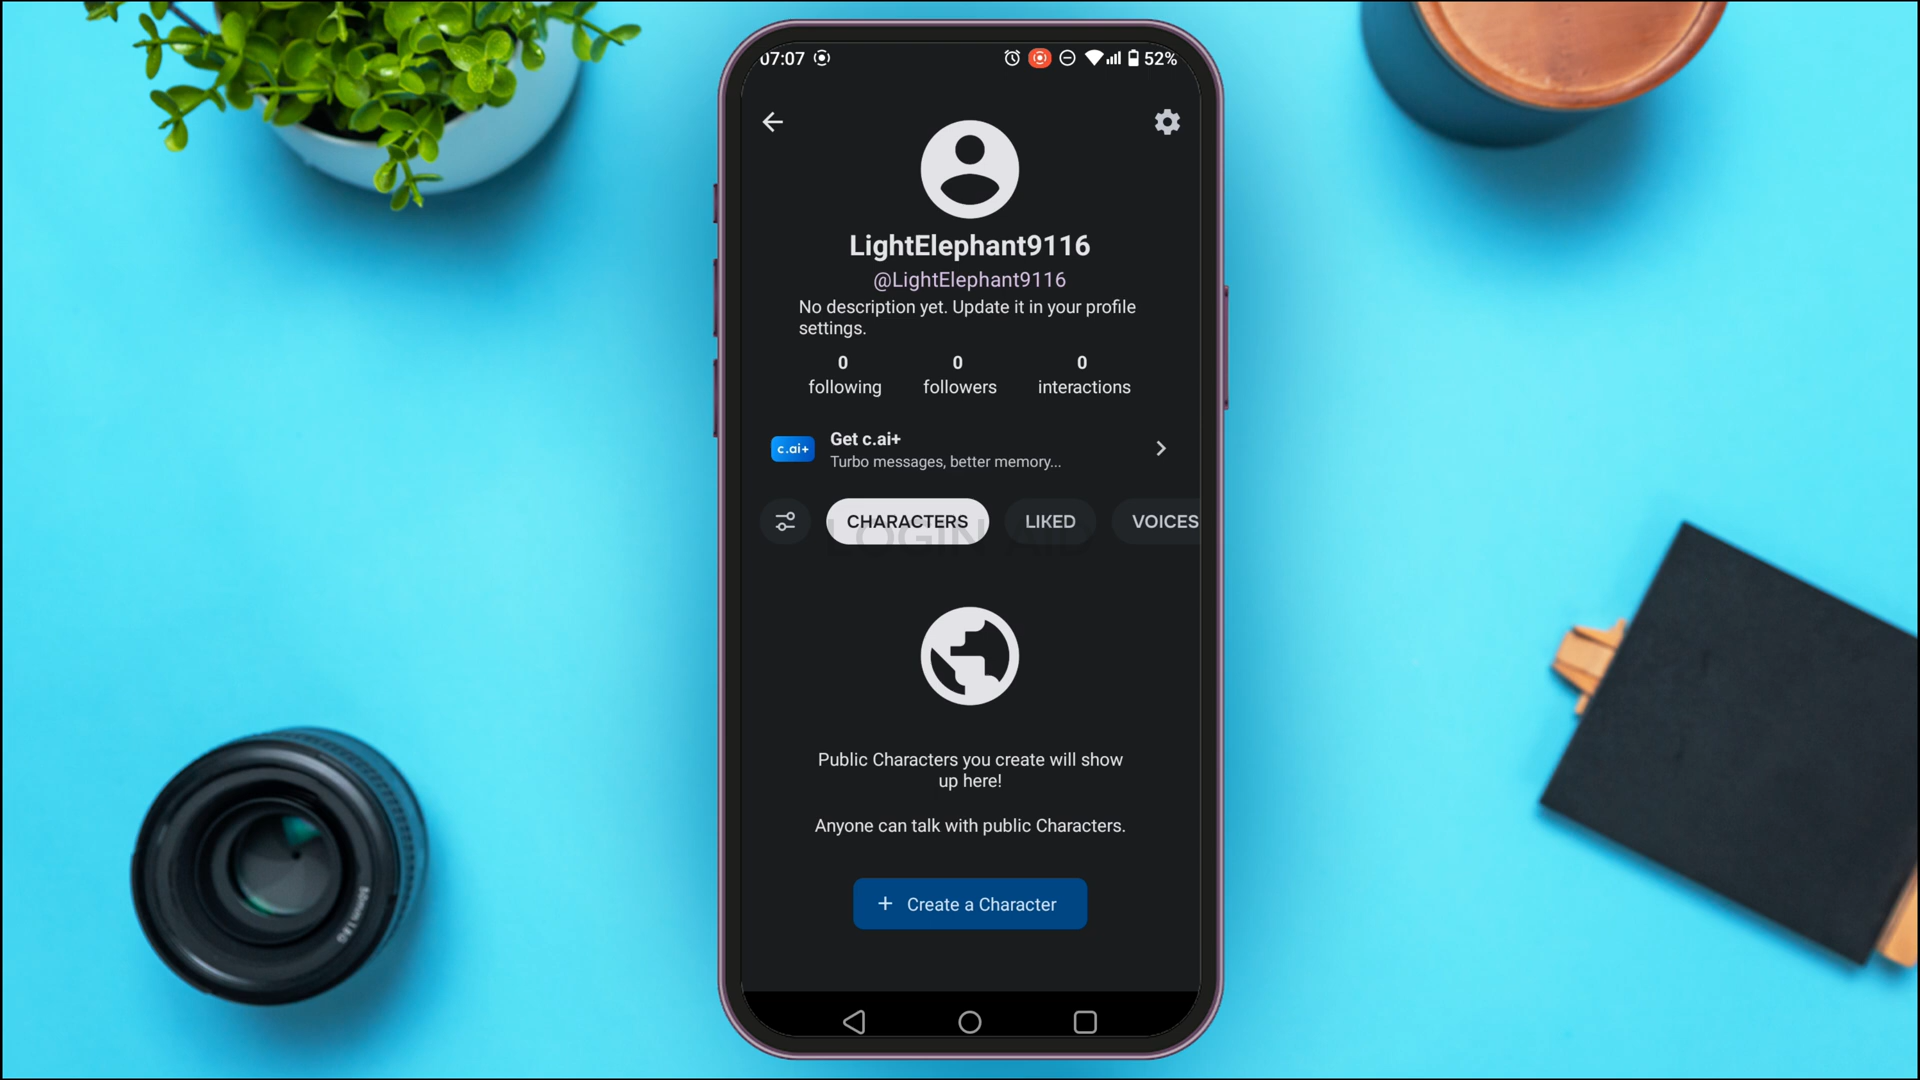 07:07
52%
LightElephant9116
@LightElephant9116
No description yet. Update it in your profile
settings.
0 0 0
following followers interactions
c.ai+
Get c.ai+
Turbo messages, better memory...
CHARACTERS LIKED VOICES
LOGIN AID
Public Characters you create will show
up here!
Anyone can talk with public Characters.
+ Create a Character